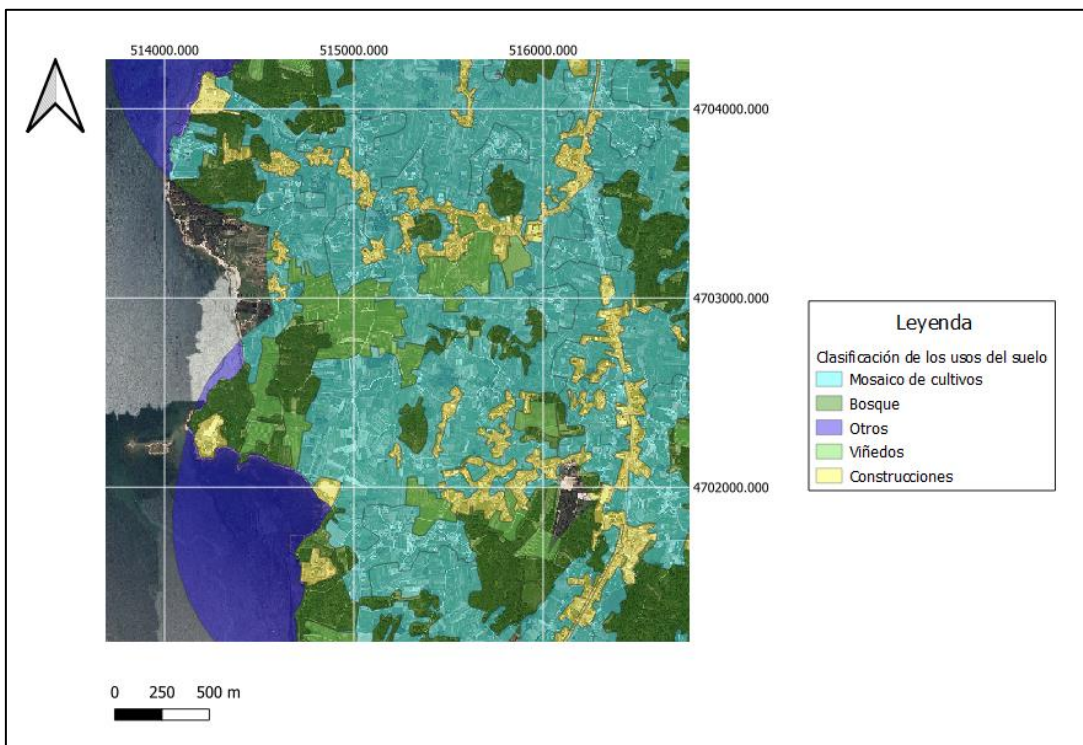 514000.000 515000.000 516000.000
4704000.000
4703000.000
Leyenda
Clasificación de los usos del suelo
Mosaico de cultivos
Bosque
Otros
Viñedos
Construcciones
4702000.000
0 250 500 m